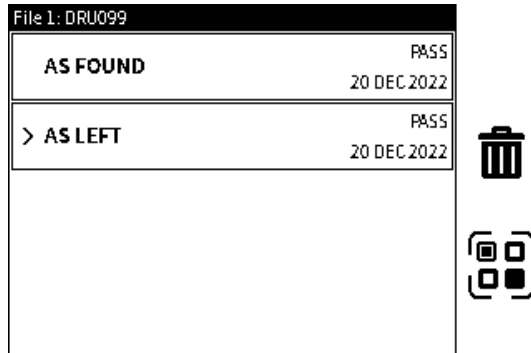 File 1: DRU099
AS FOUND
PASS
20 DEC 2022
> AS LEFT
PASS
20 DEC 2022